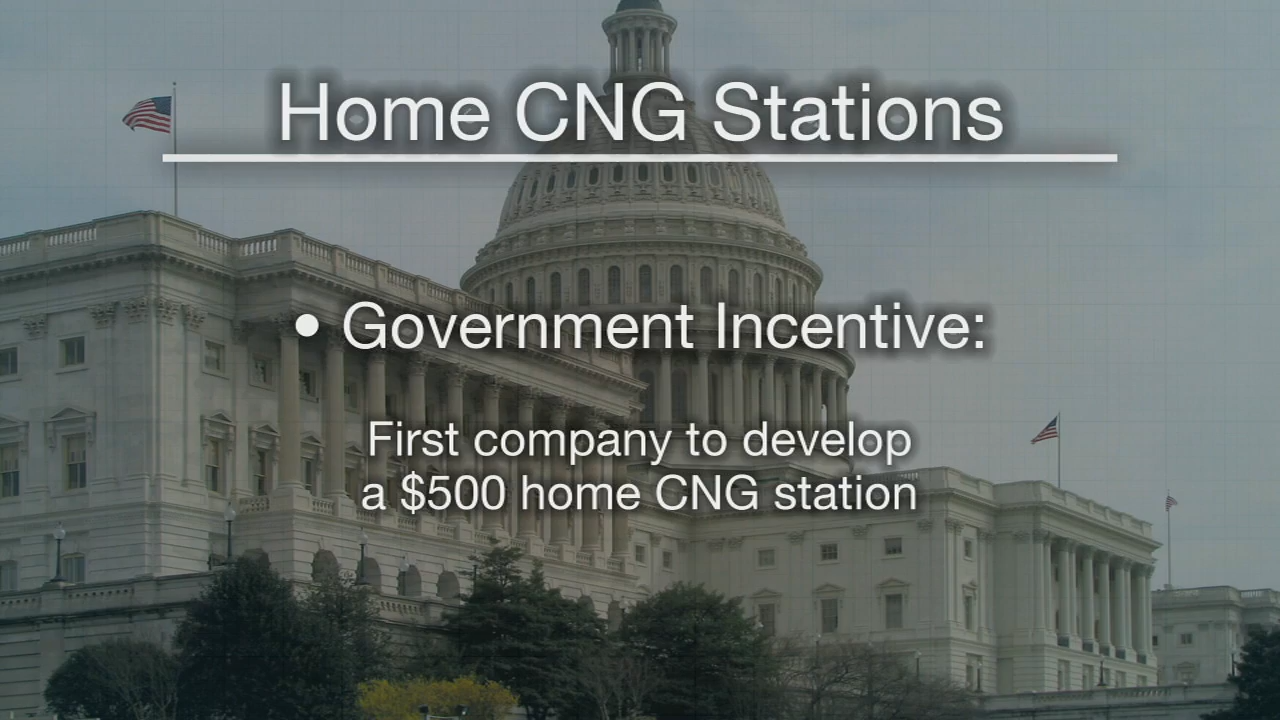 Home CNG Stations
• Government Incentive:
First company to develop
a $500 home CNG station